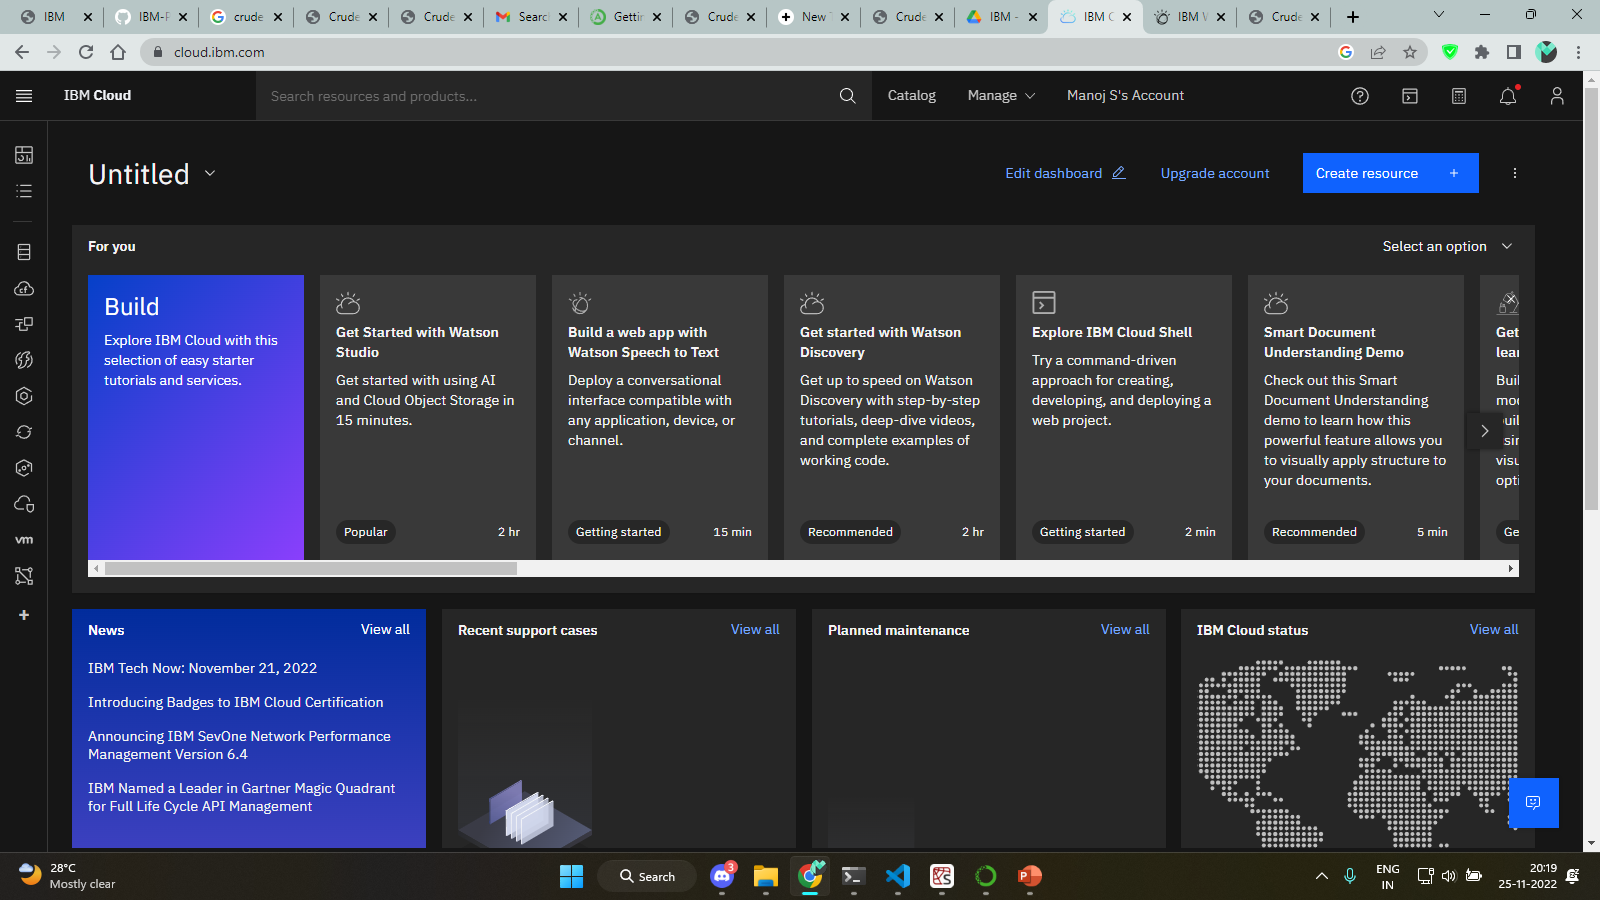 IBM
IBM-F
crude
Crude
Crude
Search
Gettin
Crude
New T
Crude
IBM -
IBM C
IBM W
Crude
cloud.ibm.com
IBM Cloud
Search resources and products...
Catalog
Manage
Manoj S's Account
Untitled
Edit dashboard
Upgrade account
Create resource +
For you
Select an option
Build
Explore IBM Cloud with this
selection of easy starter
tutorials and services.
Get Started with Watson
Studio
Get started with using AI
and Cloud Object Storage in
15 minutes.
Popular
2 hr
Build a web app with
Watson Speech to Text
Deploy a conversational
interface compatible with
any application, device, or
channel.
Getting started
15 min
Get started with Watson
Discovery
Get up to speed on Watson
Discovery with step-by-step
tutorials, deep-dive videos,
and complete examples of
working code.
Recommended
2 hr
Explore IBM Cloud Shell
Try a command-driven
approach for creating,
developing, and deploying a
web project.
Getting started
2 min
Smart Document
Understanding Demo
Check out this Smart
Document Understanding
demo to learn how this
powerful feature allows you
to visually apply structure to
your documents.
Recommended
5 min
Get
lear
Buil
mod
visu
opti
Ge
vm
News
View all
IBM Tech Now: November 21, 2022
Introducing Badges to IBM Cloud Certification
Announcing IBM SevOne Network Performance
Management Version 6.4
IBM Named a Leader in Gartner Magic Quadrant
for Full Life Cycle API Management
Recent support cases
View all
Planned maintenance
View all
IBM Cloud status
View all
28°C
Mostly clear
Search
3
ENG
IN
20:19
25-11-2022